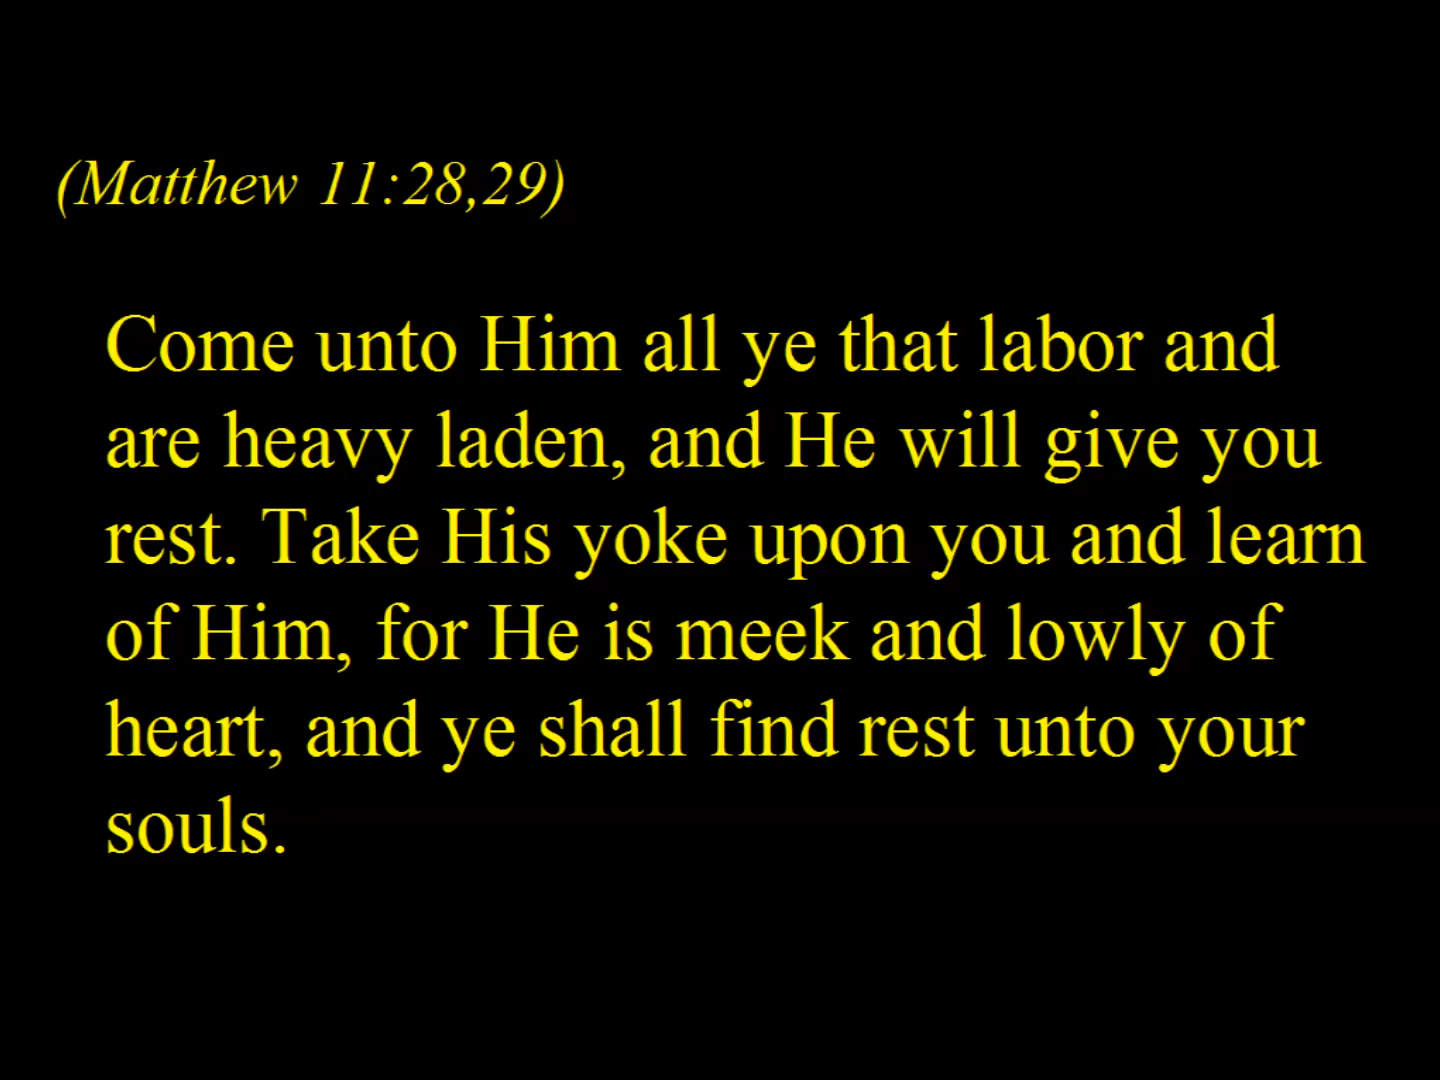 (Matthew 11:28,29)
Come unto Him all ye that labor and
are heavy laden, and He will give you
rest. Take His yoke upon you and learn
of Him, for He is meek and lowly of
heart, and ye shall find rest unto your
souls.